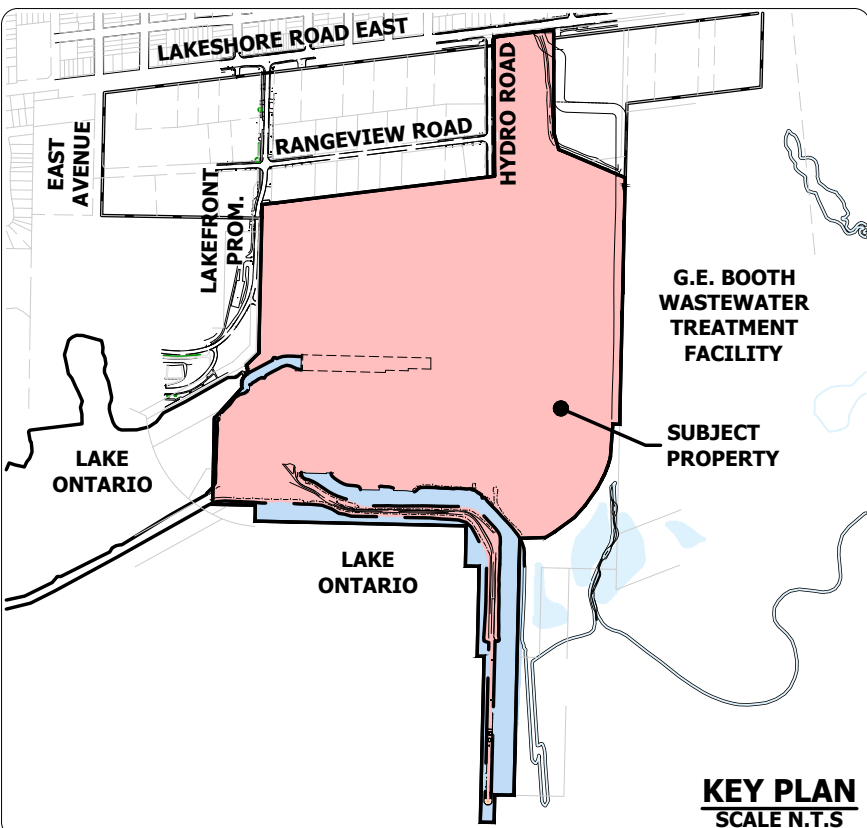 LAKESHORE ROAD EAST
HYDRO ROAD
EAST
AVENUE
RANGEVIEW ROAD
LAKEFRONT
PROM.
G.E. BOOTH
WASTEWATER
TREATMENT
FACILITY
SUBJECT
PROPERTY
LAKE
ONTARIO
LAKE
ONTARIO
KEY PLAN
SCALE N.T.S